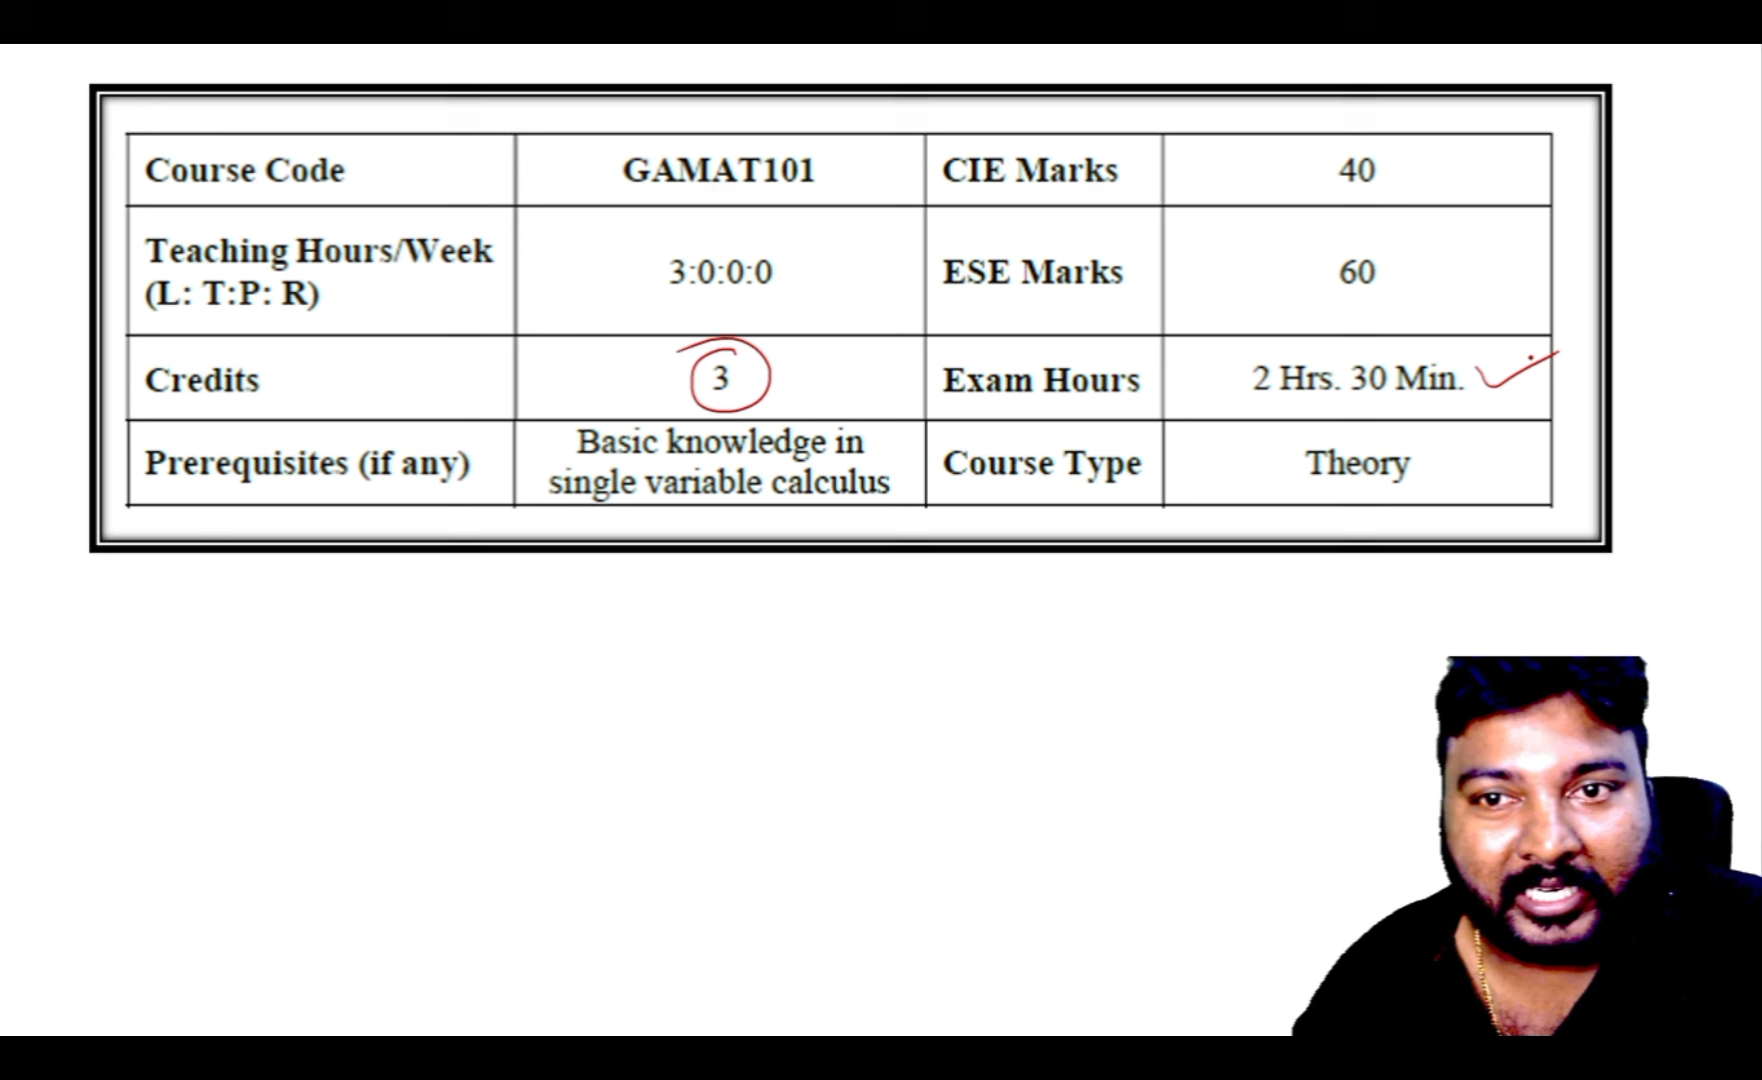 Course Code GAMAT101 CIE Marks 40
Teaching Hours/Week
(L: T:P: R) 3:0:0:0 ESE Marks 60
Credits 3 Exam Hours 2 Hrs. 30 Min.
Prerequisites (if any) Basic knowledge in
single variable calculus Course Type Theory